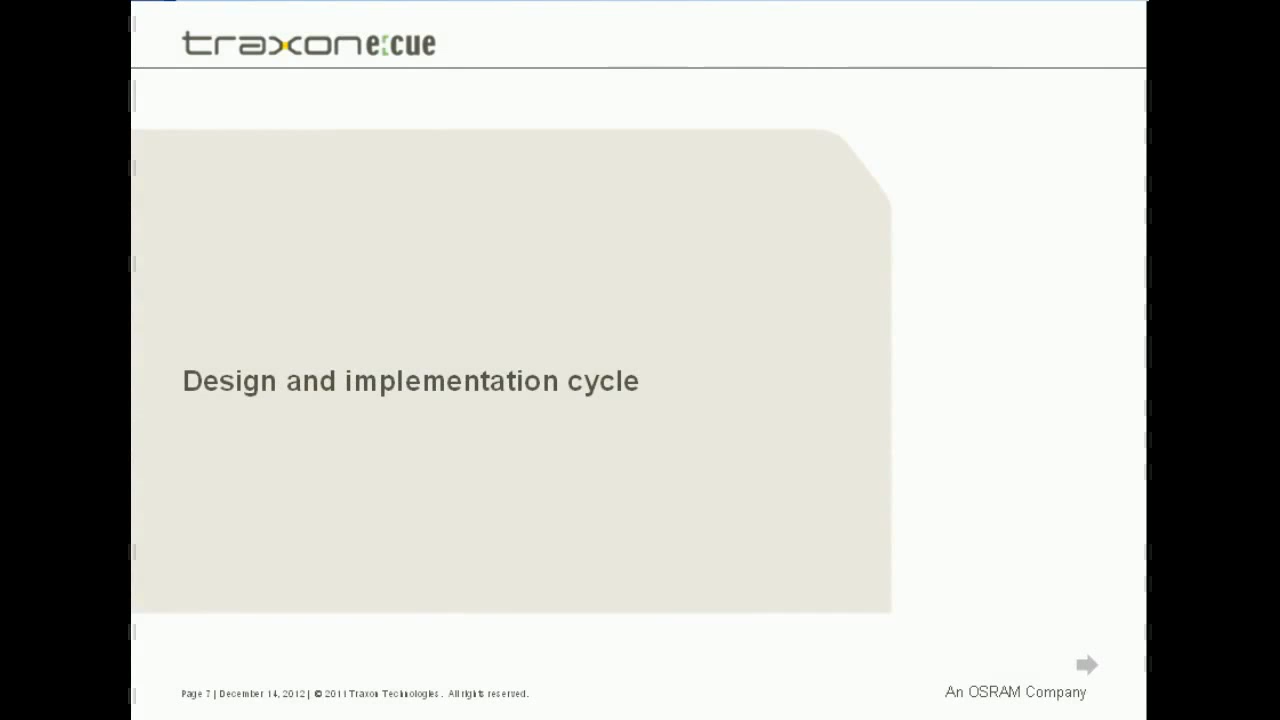 traxon e:cue
Design and implementation cycle
Page 7 | December 14, 2012 | © 2011 Traxon Technologies. All rights reserved.
An OSRAM Company